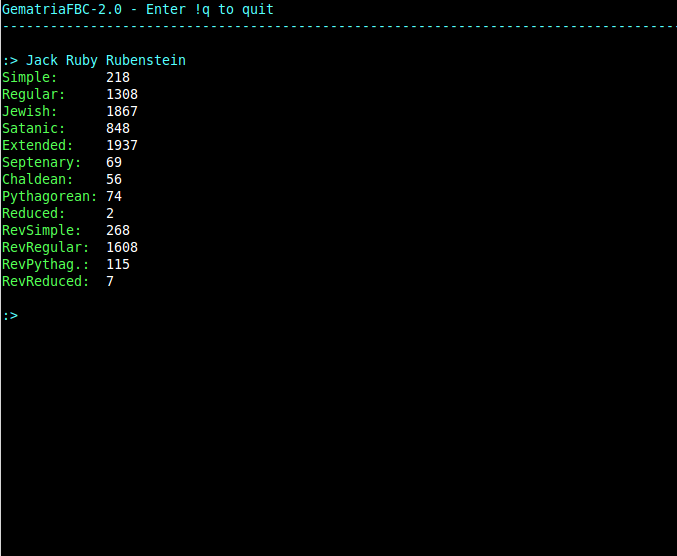 GematriaFBC-2.0 - Enter !q to quit
-------------------------------------------------------------------------------------
:> Jack Ruby Rubenstein
Simple: 218
Regular: 1308
Jewish: 1867
Satanic: 848
Extended: 1937
Septenary: 69
Chaldean: 56
Pythagorean: 74
Reduced: 2
RevSimple: 268
RevRegular: 1608
RevPythag.: 115
RevReduced: 7
:>